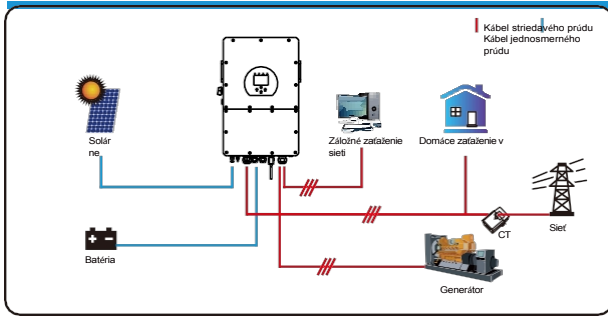 Kábel striedavého prúdu
Kábel jednosmerného
prúdu
Solár
ne
Záložné zaťaženie
sieti
Domáce zaťaženie v
CT
Sieť
Batéria
Generátor